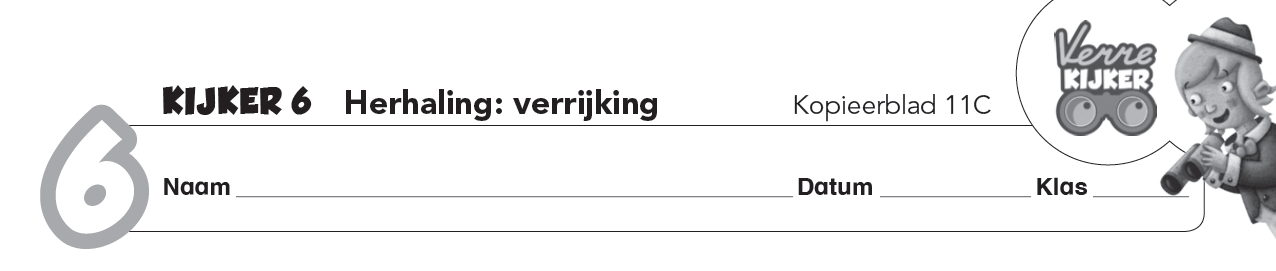 KIJKER 6 Herhaling: verrijking Kopieerblad 11C
Verre
KIJKER
6
Naam Datum Klas